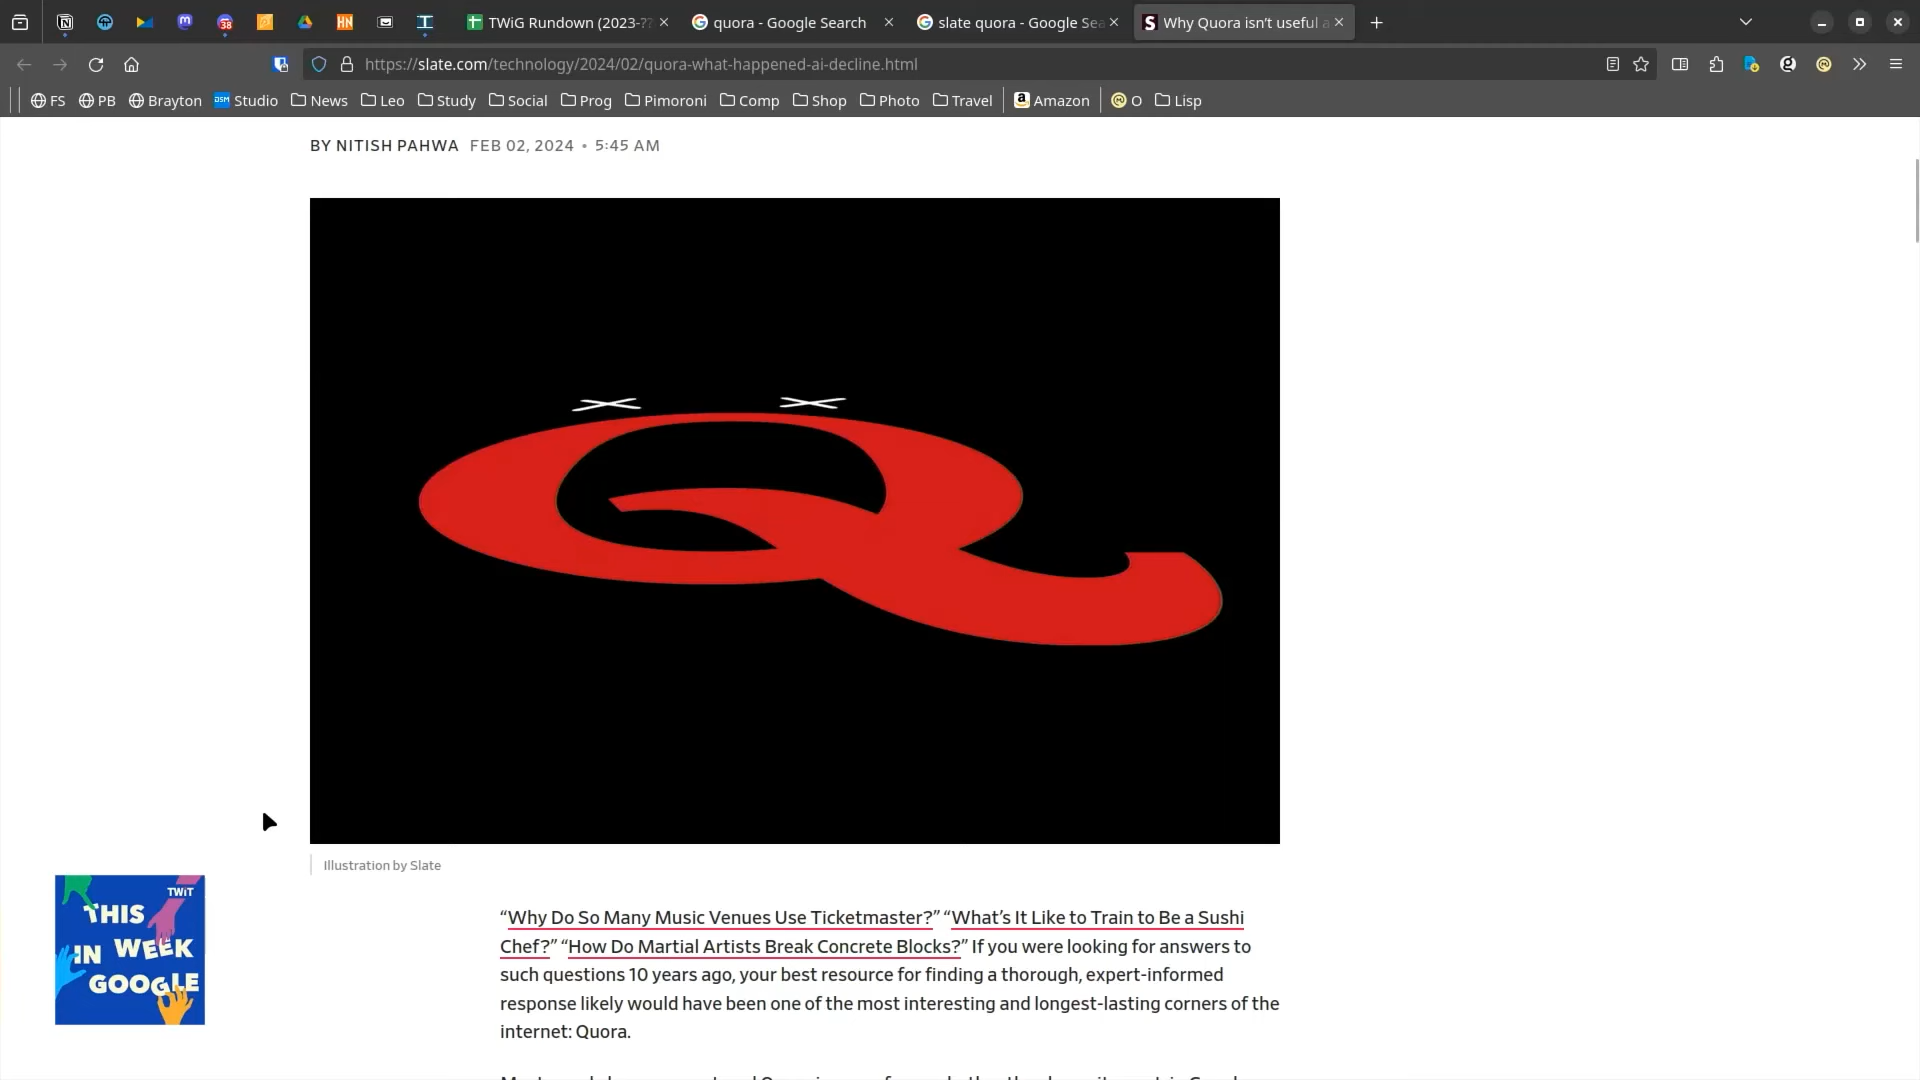 38
HN
TWiG Rundown (2023-??
quora - Google Search
slate quora - Google Sea
Why Quora isn't useful a
https://slate.com/technology/2024/02/quora-what-happened-ai-decline.html
FS
PB
Brayton
DSM Studio
News
Leo
Study
Social
Prog
Pimoroni
Comp
Shop
Photo
Travel
Amazon
O
Lisp
BY NITISH PAHWA FEB 02, 2024 • 5:45 AM
Illustration by Slate
“Why Do So Many Music Venues Use Ticketmaster?” “What’s It Like to Train to Be a Sushi
Chef?” “How Do Martial Artists Break Concrete Blocks?” If you were looking for answers to
such questions 10 years ago, your best resource for finding a thorough, expert-informed
response likely would have been one of the most interesting and longest-lasting corners of the
internet: Quora.
TWiT
THIS
IN WEEK
GOOGLE